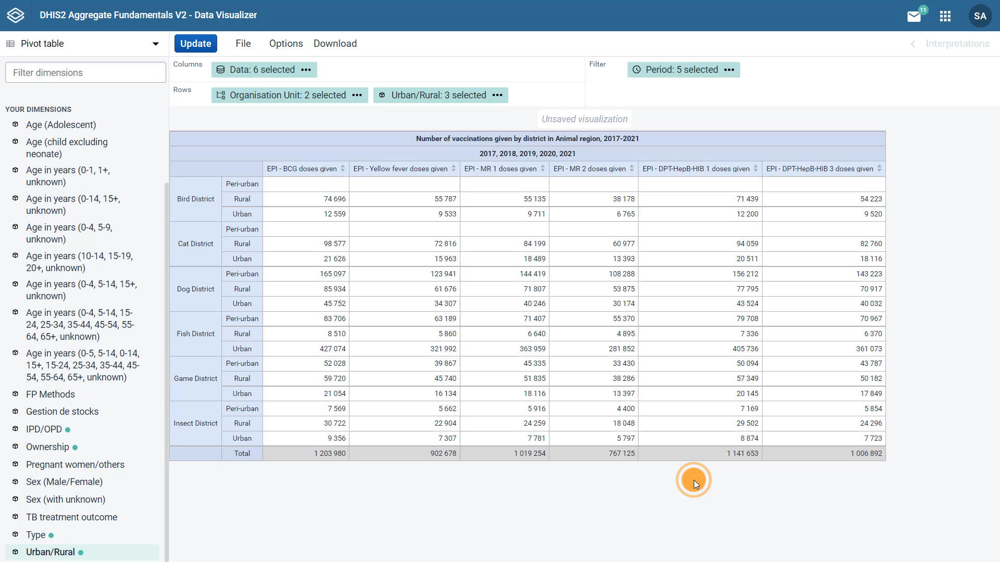 DHIS2 Aggregate Fundamentals V2 - Data Visualizer
11
SA
Pivot table
Update File Options Download
Interpretations
Filter dimensions
Columns
Data: 6 selected
Filter
Period: 5 selected
Rows
Organisation Unit: 2 selected
Urban/Rural: 3 selected
YOUR DIMENSIONS
Age (Adolescent)
Age (child excluding
neonate)
Age in years (0-1, 1+,
unknown)
Age in years (0-14, 15+,
unknown)
Age in years (0-4, 5-9,
unknown)
Age in years (10-14, 15-19,
20+, unknown)
Age in years (0-4, 5-14, 15+,
unknown)
Age in years (0-4, 5-14, 15-
24, 25-34, 35-44, 45-54, 55-
64, 65+, unknown)
Age in years (0-5, 5-14, 0-14,
15+, 15-24, 25-34, 35-44, 45-
54, 55-64, 65+, unknown)
FP Methods
Gestion de stocks
IPD/OPD
Ownership
Pregnant women/others
Sex (Male/Female)
Sex (with unknown)
TB treatment outcome
Type
Urban/Rural
Unsaved visualization
Number of vaccinations given by district in Animal region, 2017-2021
2017, 2018, 2019, 2020, 2021
EPI - BCG doses given EPI - Yellow fever doses given EPI - MR 1 doses given EPI - MR 2 doses given EPI - DPT-HepB-HIB 1 doses given EPI - DPT-HepB-HIB 3 doses given
Bird District
Peri-urban
Rural 74 696 55 787 55 135 38 178 71 439 54 223
Urban 12 559 9 533 9 711 6 765 12 200 9 520
Cat District
Peri-urban
Rural 98 577 72 816 84 199 60 977 94 059 82 760
Urban 21 626 15 963 18 489 13 393 20 511 18 116
Dog District
Peri-urban 165 097 123 941 144 419 108 288 156 212 143 223
Rural 85 934 61 676 71 807 53 875 77 795 70 917
Urban 45 752 34 307 40 246 30 174 43 524 40 032
Fish District
Peri-urban 83 706 63 189 71 407 55 370 79 708 70 967
Rural 8 510 5 860 6 640 4 895 7 336 6 370
Urban 427 074 321 992 363 959 281 852 405 736 361 073
Game District
Peri-urban 52 028 39 867 45 335 33 430 50 094 43 787
Rural 59 720 45 740 51 835 38 286 57 349 50 182
Urban 21 054 16 134 18 116 13 397 20 145 17 849
Insect District
Peri-urban 7 569 5 662 5 916 4 400 7 169 5 854
Rural 30 722 22 904 24 259 18 048 29 502 24 296
Urban 9 356 7 307 7 781 5 797 8 874 7 723
Total 1 203 980 902 678 1 019 254 767 125 1 141 653 1 006 892